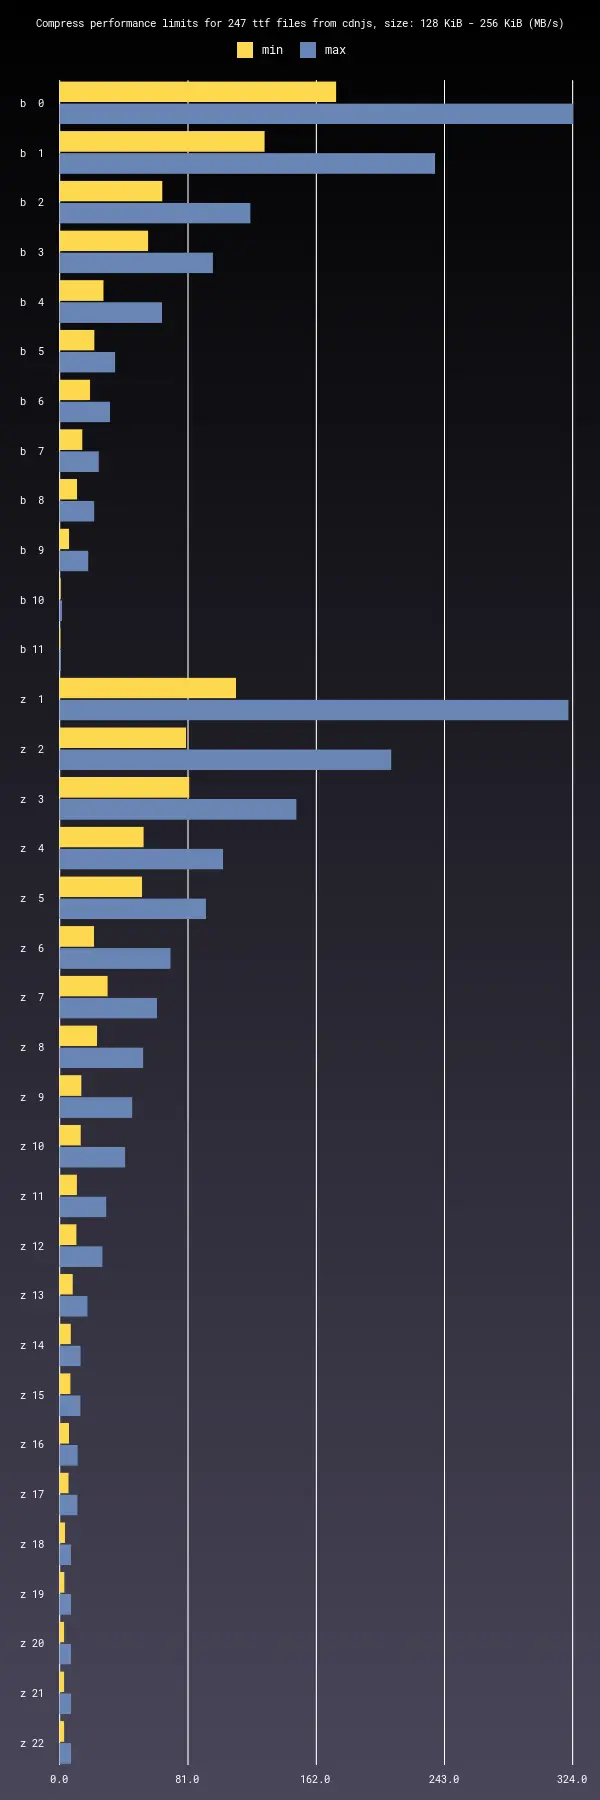 Compress performance limits for 247 ttf files from cdnjs, size: 128 KiB - 256 KiB (MB/s)
min max
b 0
b 1
b 2
b 3
b 4
b 5
b 6
b 7
b 8
b 9
b 10
b 11
z 1
z 2
z 3
z 4
z 5
z 6
z 7
z 8
z 9
z 10
z 11
z 12
z 13
z 14
z 15
z 16
z 17
z 18
z 19
z 20
z 21
z 22
0.0 81.0 162.0 243.0 324.0